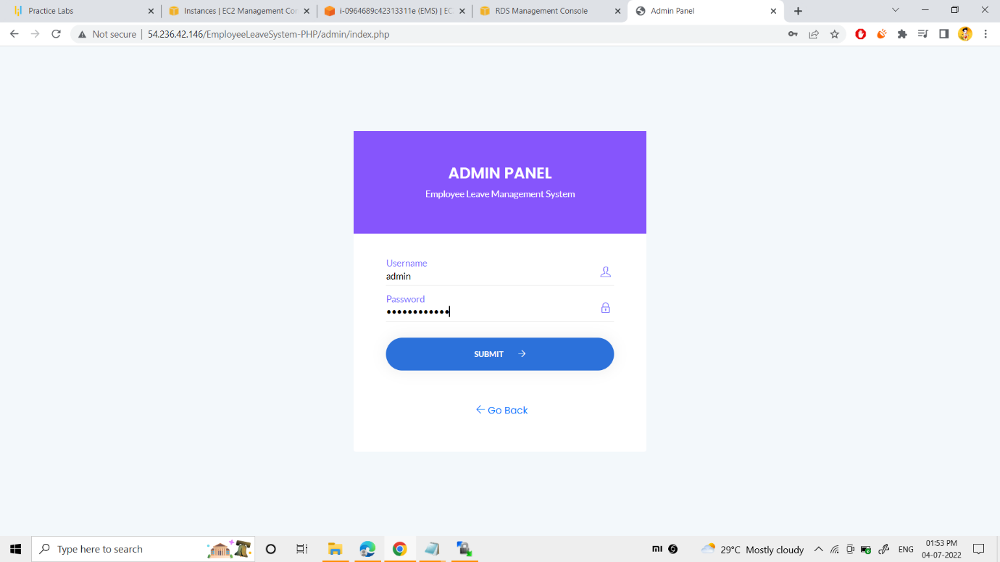 Practice Labs
Instances | EC2 Management Cor
i-0964689c42313311e (EMS) | EC
RDS Management Console
Admin Panel
Not secure
54.236.42.146/EmployeeLeaveSystem-PHP/admin/index.php
ADMIN PANEL
Employee Leave Management System
Username
admin
Password
••••••••••••
SUBMIT
Go Back
Type here to search
29°C Mostly cloudy
ENG
01:53 PM
04-07-2022